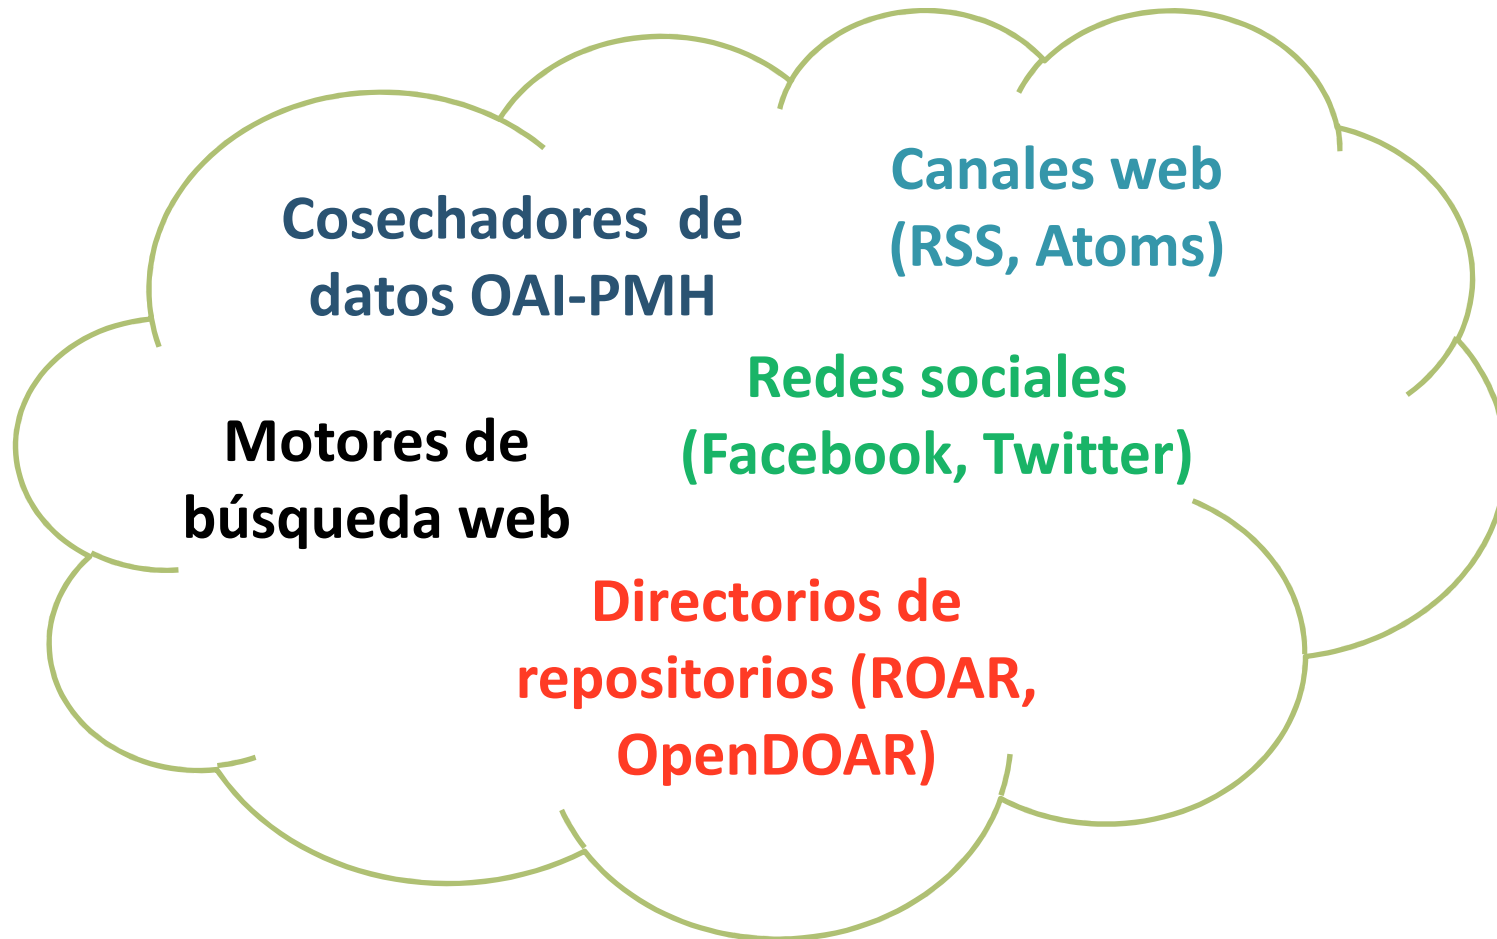 Cosechadores de
datos OAI-PMH
Canales web
(RSS, Atoms)
Redes sociales
(Facebook, Twitter)
Motores de
búsqueda web
Directorios de
repositorios (ROAR,
OpenDOAR)